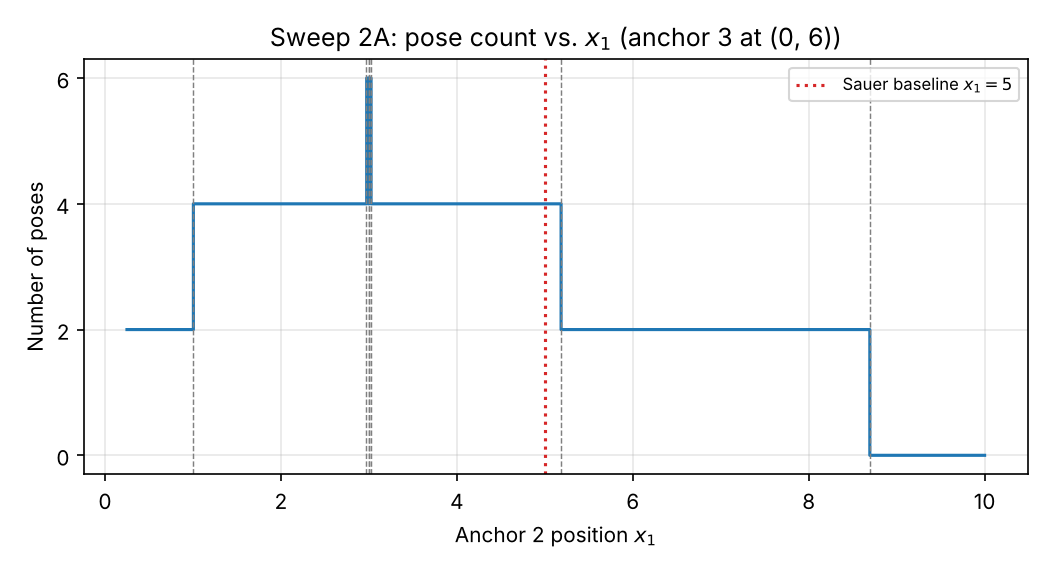 Sweep 2A: pose count vs. x₁ (anchor 3 at (0, 6))
Sauer baseline x₁ = 5
Number of poses
6
4
2
0
0 2 4 6 8 10
Anchor 2 position x₁